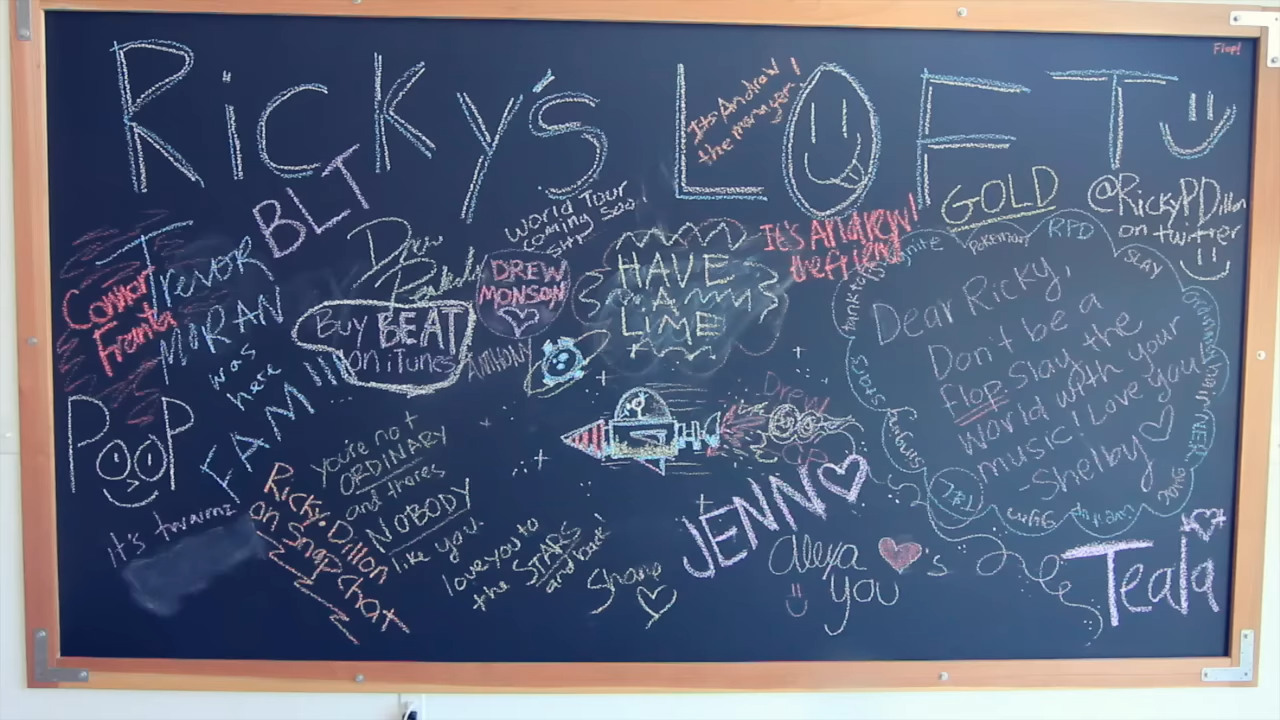 Flop!
Ricky's LOFT
Its Andrew!
the manager!
BLT
GOLD
@RickyPDillon
on twitter
World Tour
coming soon!
Drew
It's Andrew!
the friend
Connor
Franta
Trevor
MORAN
was
here
FAM!!!
DREW
MONSON
HAVE
A
LIME
Buy BEAT
on iTunes
ANTHONY
Pokemon
RPD
SLAY
Dear Ricky,
Don't be a
flop. Slay the
world with your
music. I Love you
-Shelby
POOP
Drew
you're not
ORDINARY
and theres
NOBODY
like you.
love you to
the STARS
and back!
Shane
Ricky.Dillon
on Snapchat
It's twaimz
JENN
alexa
's
you
Teala